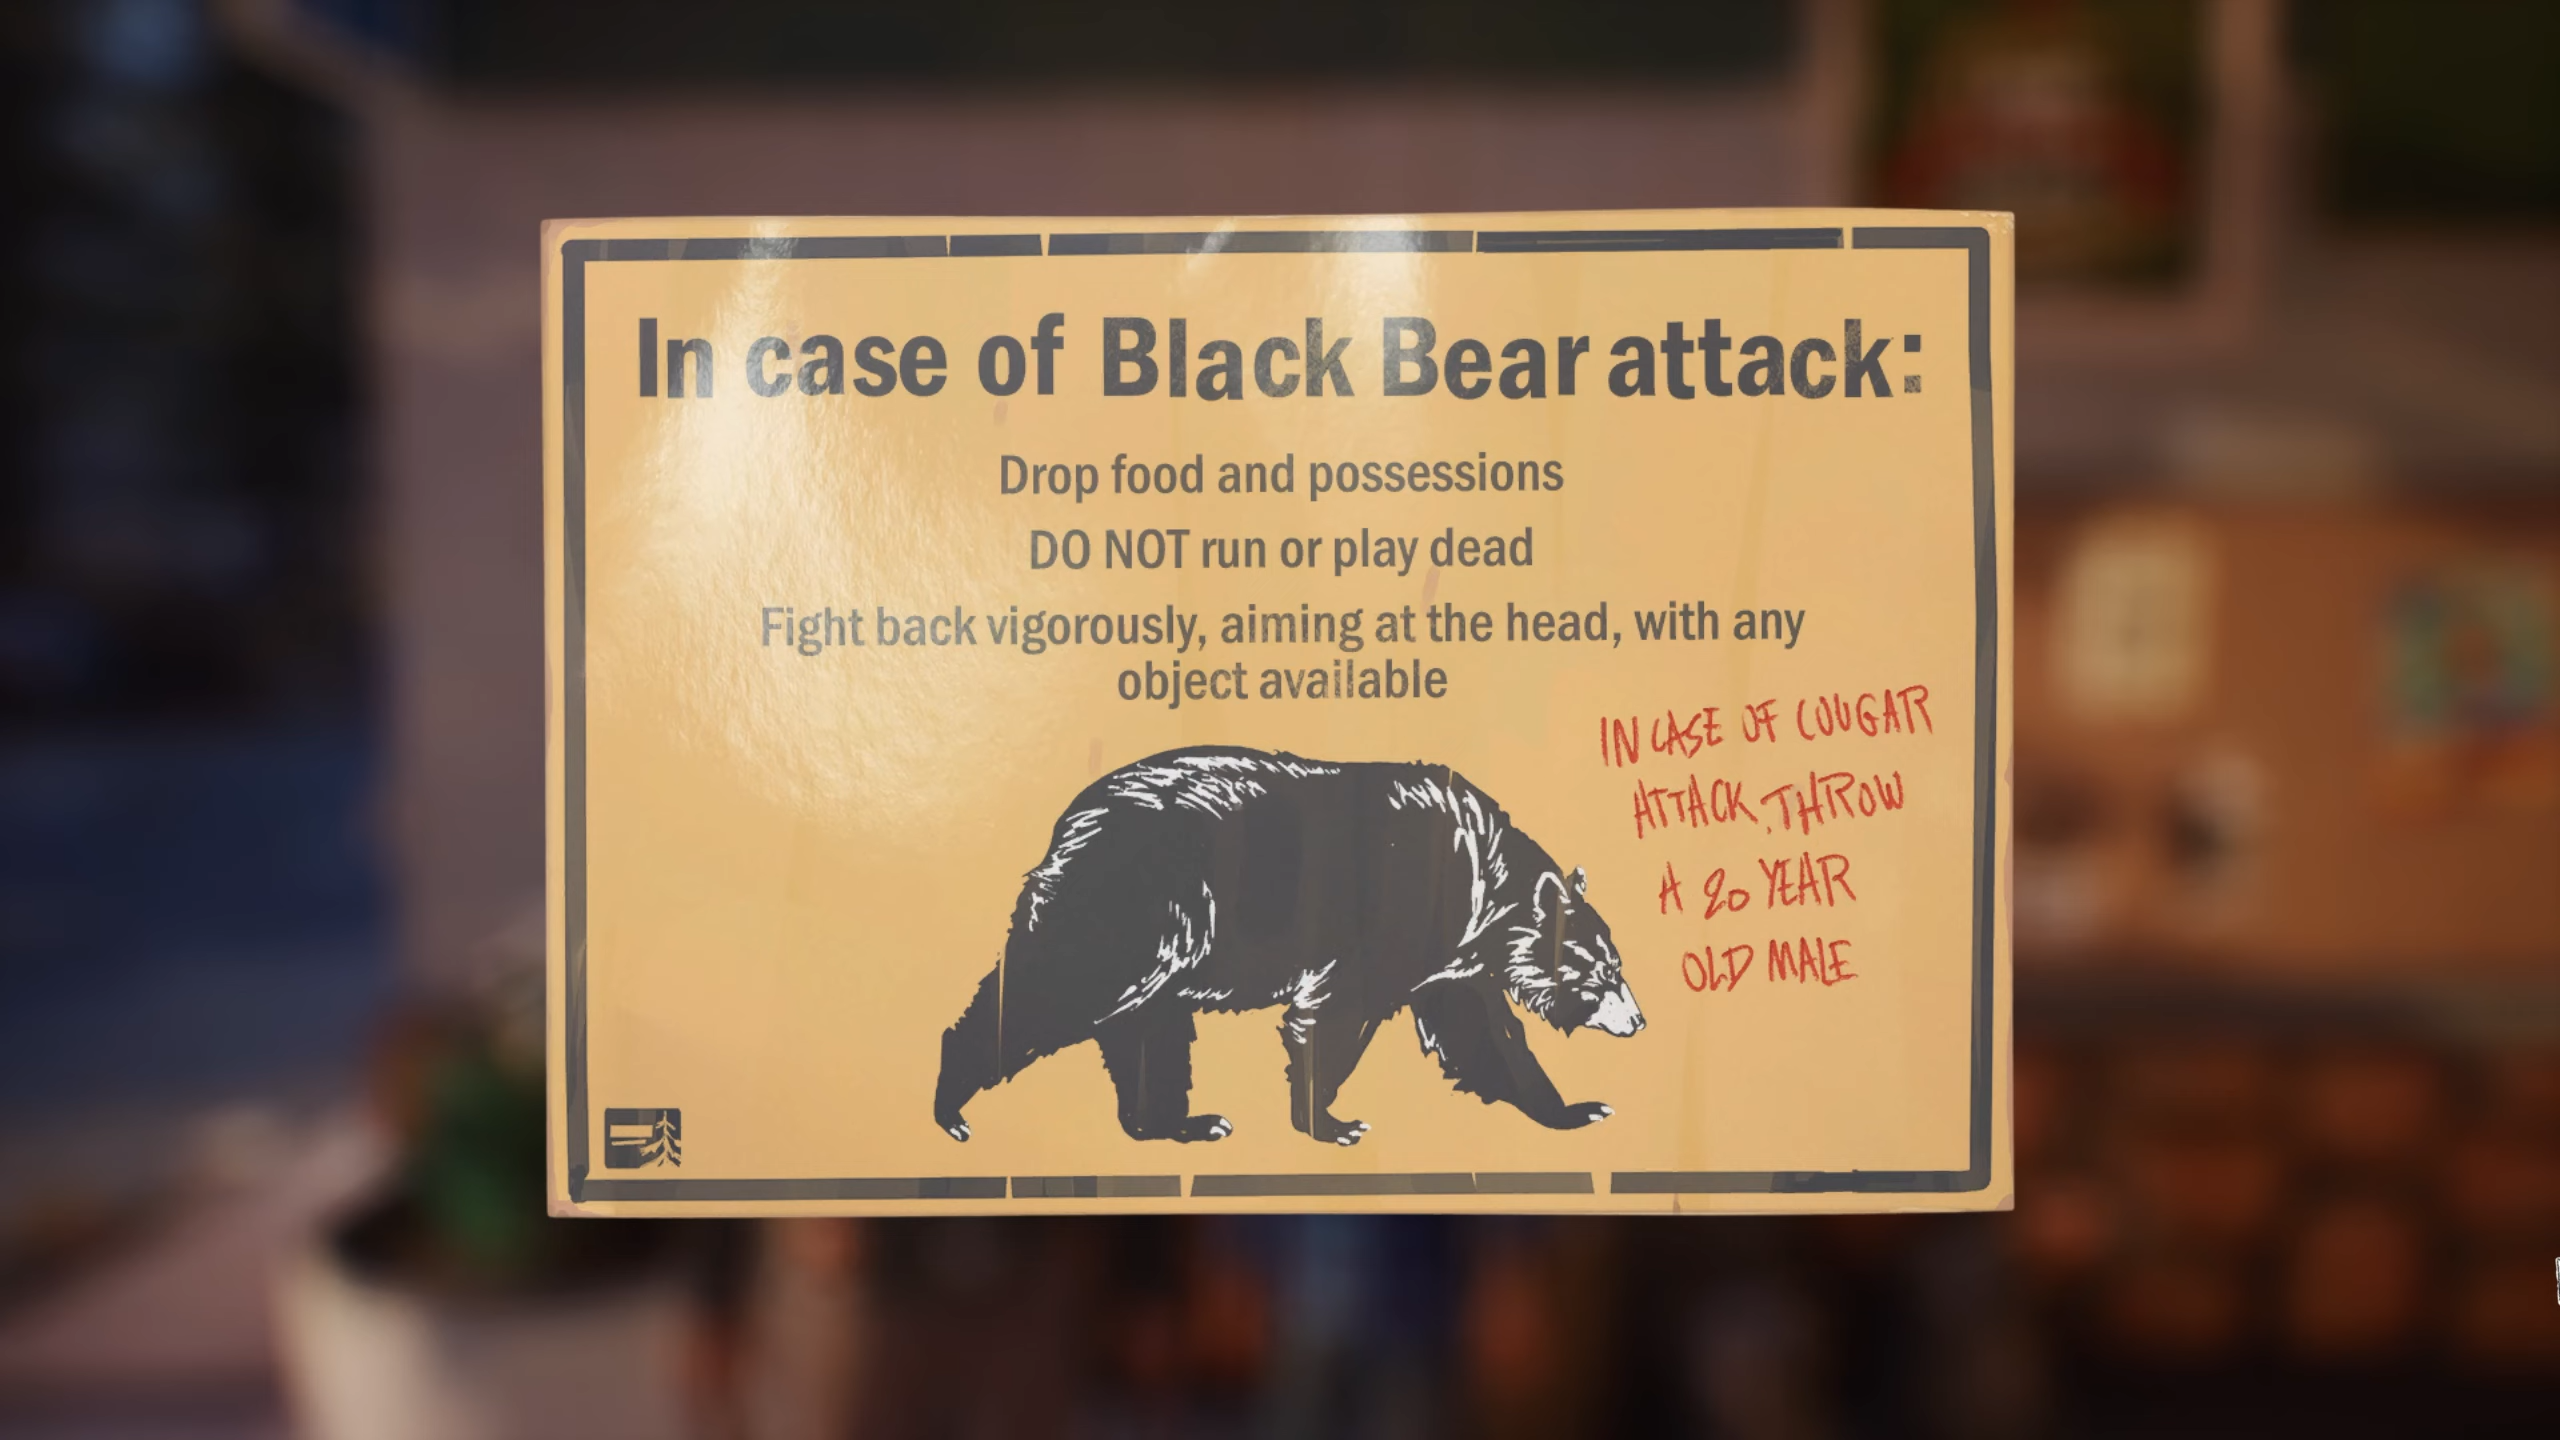 In case of Black Bear attack:
Drop food and possessions
DO NOT run or play dead
Fight back vigorously, aiming at the head, with any
object available
IN CASE OF COUGAR
ATTACK, THROW
A 20 YEAR
OLD MALE